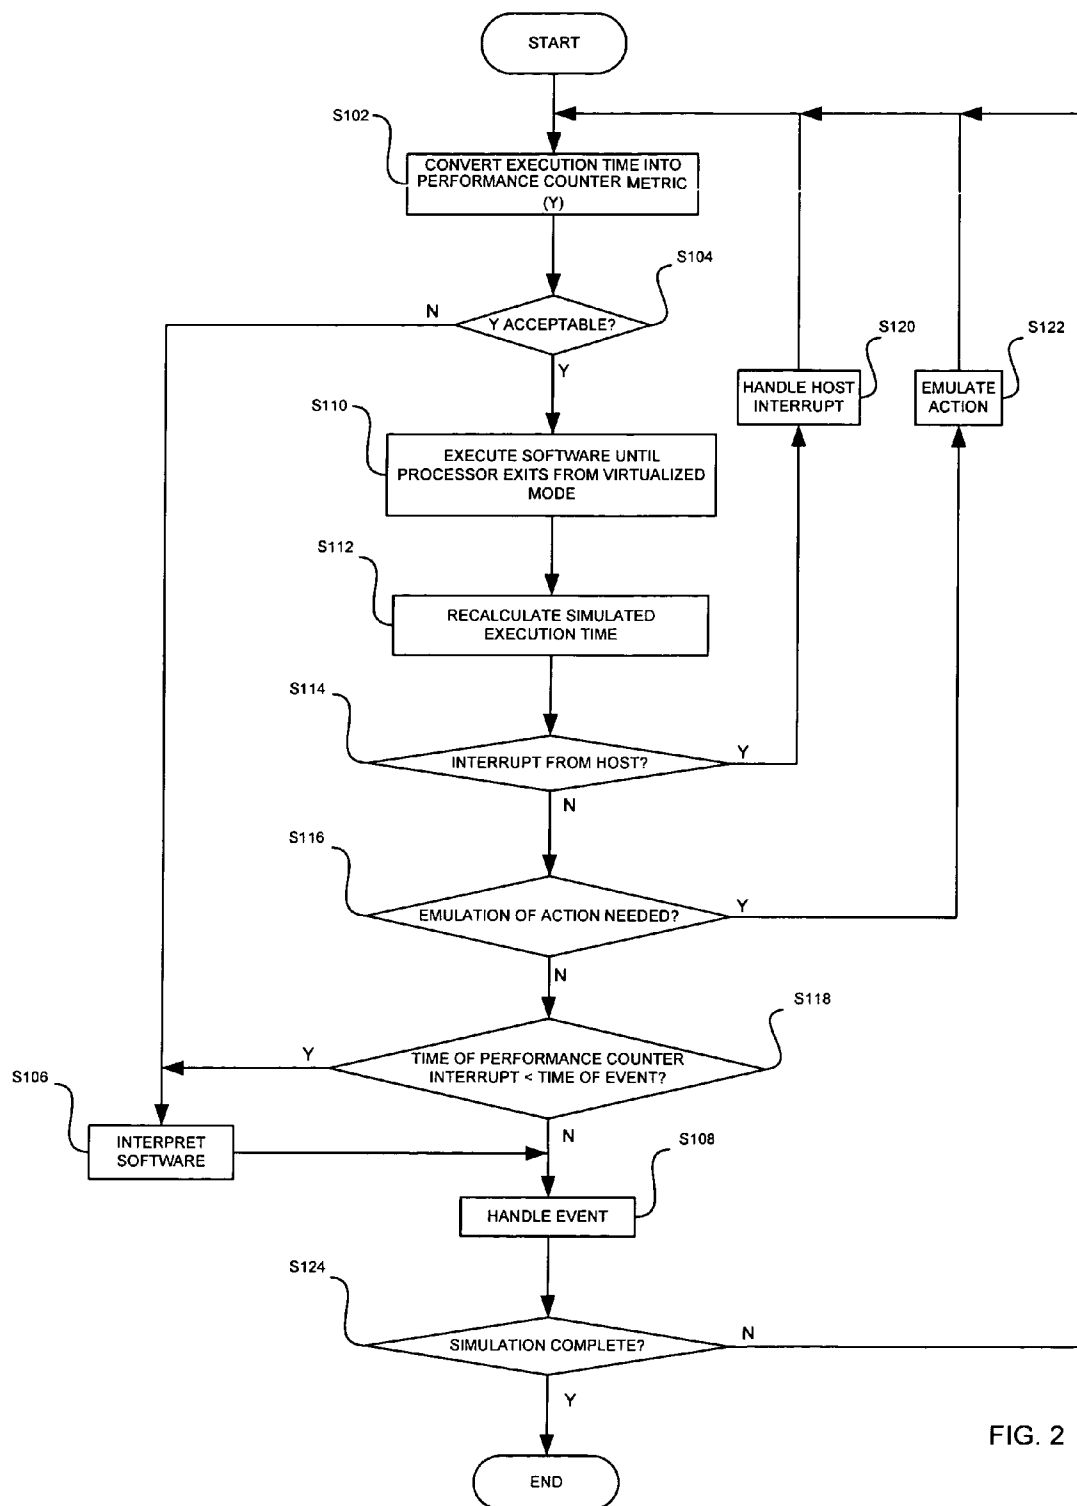 START
S102
CONVERT EXECUTION TIME INTO
PERFORMANCE COUNTER METRIC
(Y)
S104
N
Y ACCEPTABLE?
Y
S120
S122
HANDLE HOST
INTERRUPT
EMULATE
ACTION
S110
EXECUTE SOFTWARE UNTIL
PROCESSOR EXITS FROM VIRTUALIZED
MODE
S112
RECALCULATE SIMULATED
EXECUTION TIME
S114
INTERRUPT FROM HOST?
Y
N
S116
EMULATION OF ACTION NEEDED?
Y
N
S118
Y
TIME OF PERFORMANCE COUNTER
INTERRUPT < TIME OF EVENT?
S106
INTERPRET
SOFTWARE
N
S108
HANDLE EVENT
S124
SIMULATION COMPLETE?
N
Y
FIG. 2
END